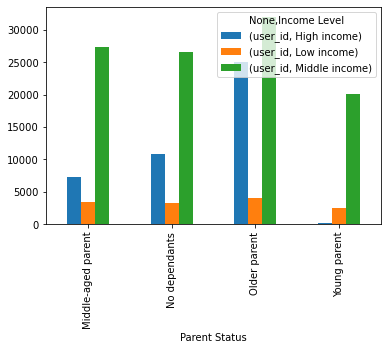 None,Income Level
(user_id, High income)
(user_id, Low income)
(user_id, Middle income)
30000
25000
20000
15000
10000
5000
0
Middle-aged parent
No dependants
Older parent
Young parent
Parent Status